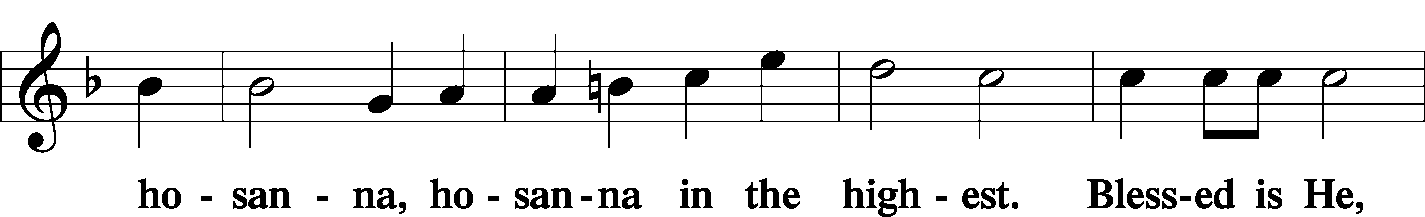 ho - san - na, ho - san - na in the high - est. Bless - ed is He,